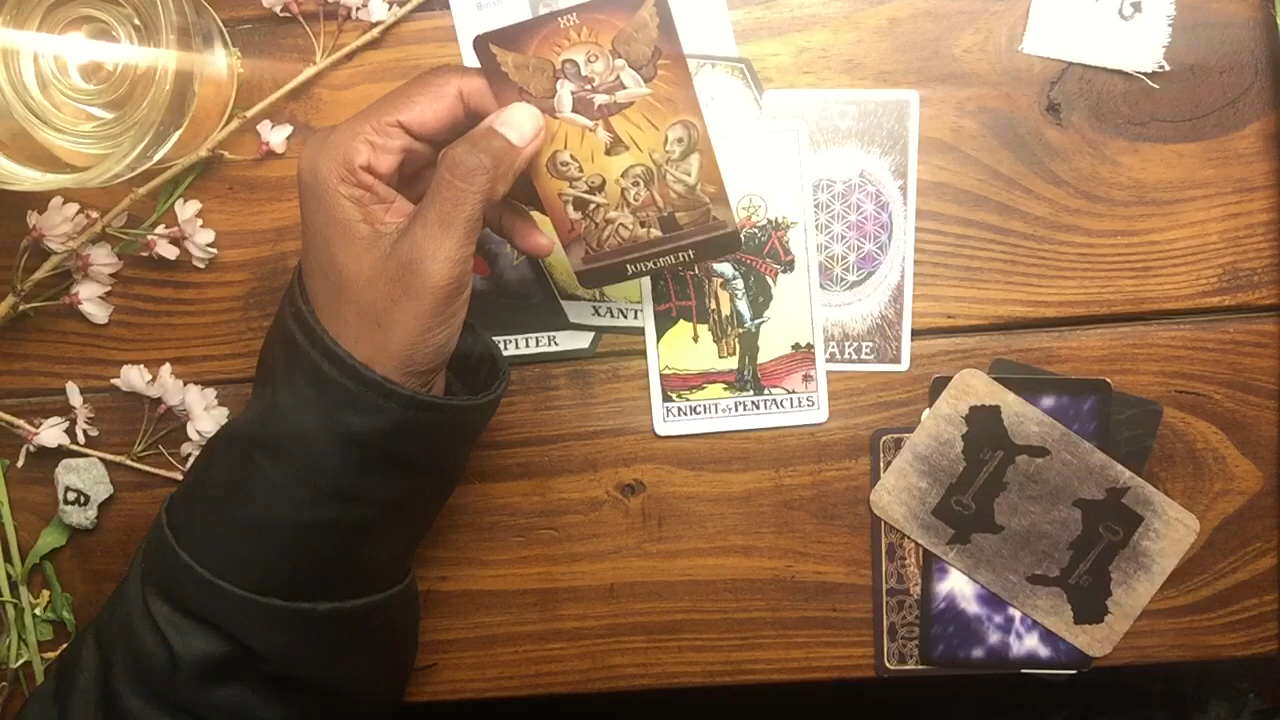 XX
JUDGMENT
XANT
PITER
AKE
KNIGHT of PENTACLES
B